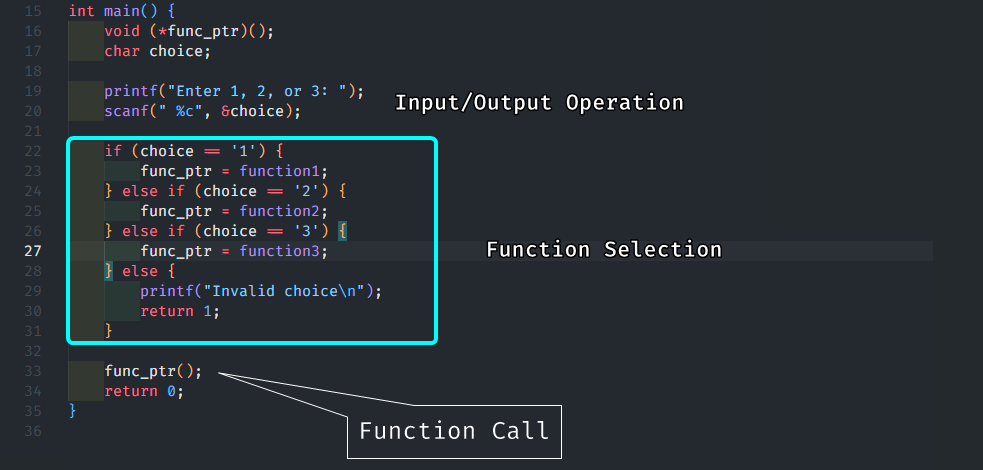 15 int main() {
16 void (*func_ptr)();
17 char choice;
18
19 printf("Enter 1, 2, or 3: ");
20 scanf(" %c", &choice);
Input/Output Operation
21
22 if (choice == '1') {
23 func_ptr = function1;
24 } else if (choice == '2') {
25 func_ptr = function2;
26 } else if (choice == '3') {
27 func_ptr = function3;
Function Selection
28 } else {
29 printf("Invalid choice\n");
30 return 1;
31 }
32
33 func_ptr();
34 return 0;
35 }
Function Call
36